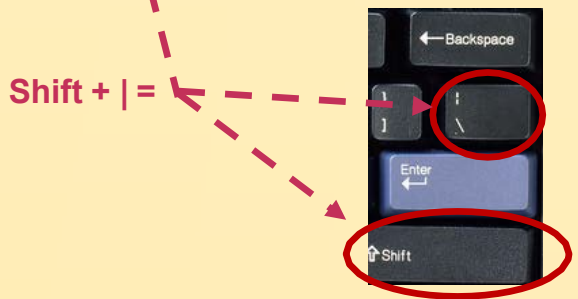 ←Backspace
Shift + | =
} ¦
] \
Enter
⇧Shift